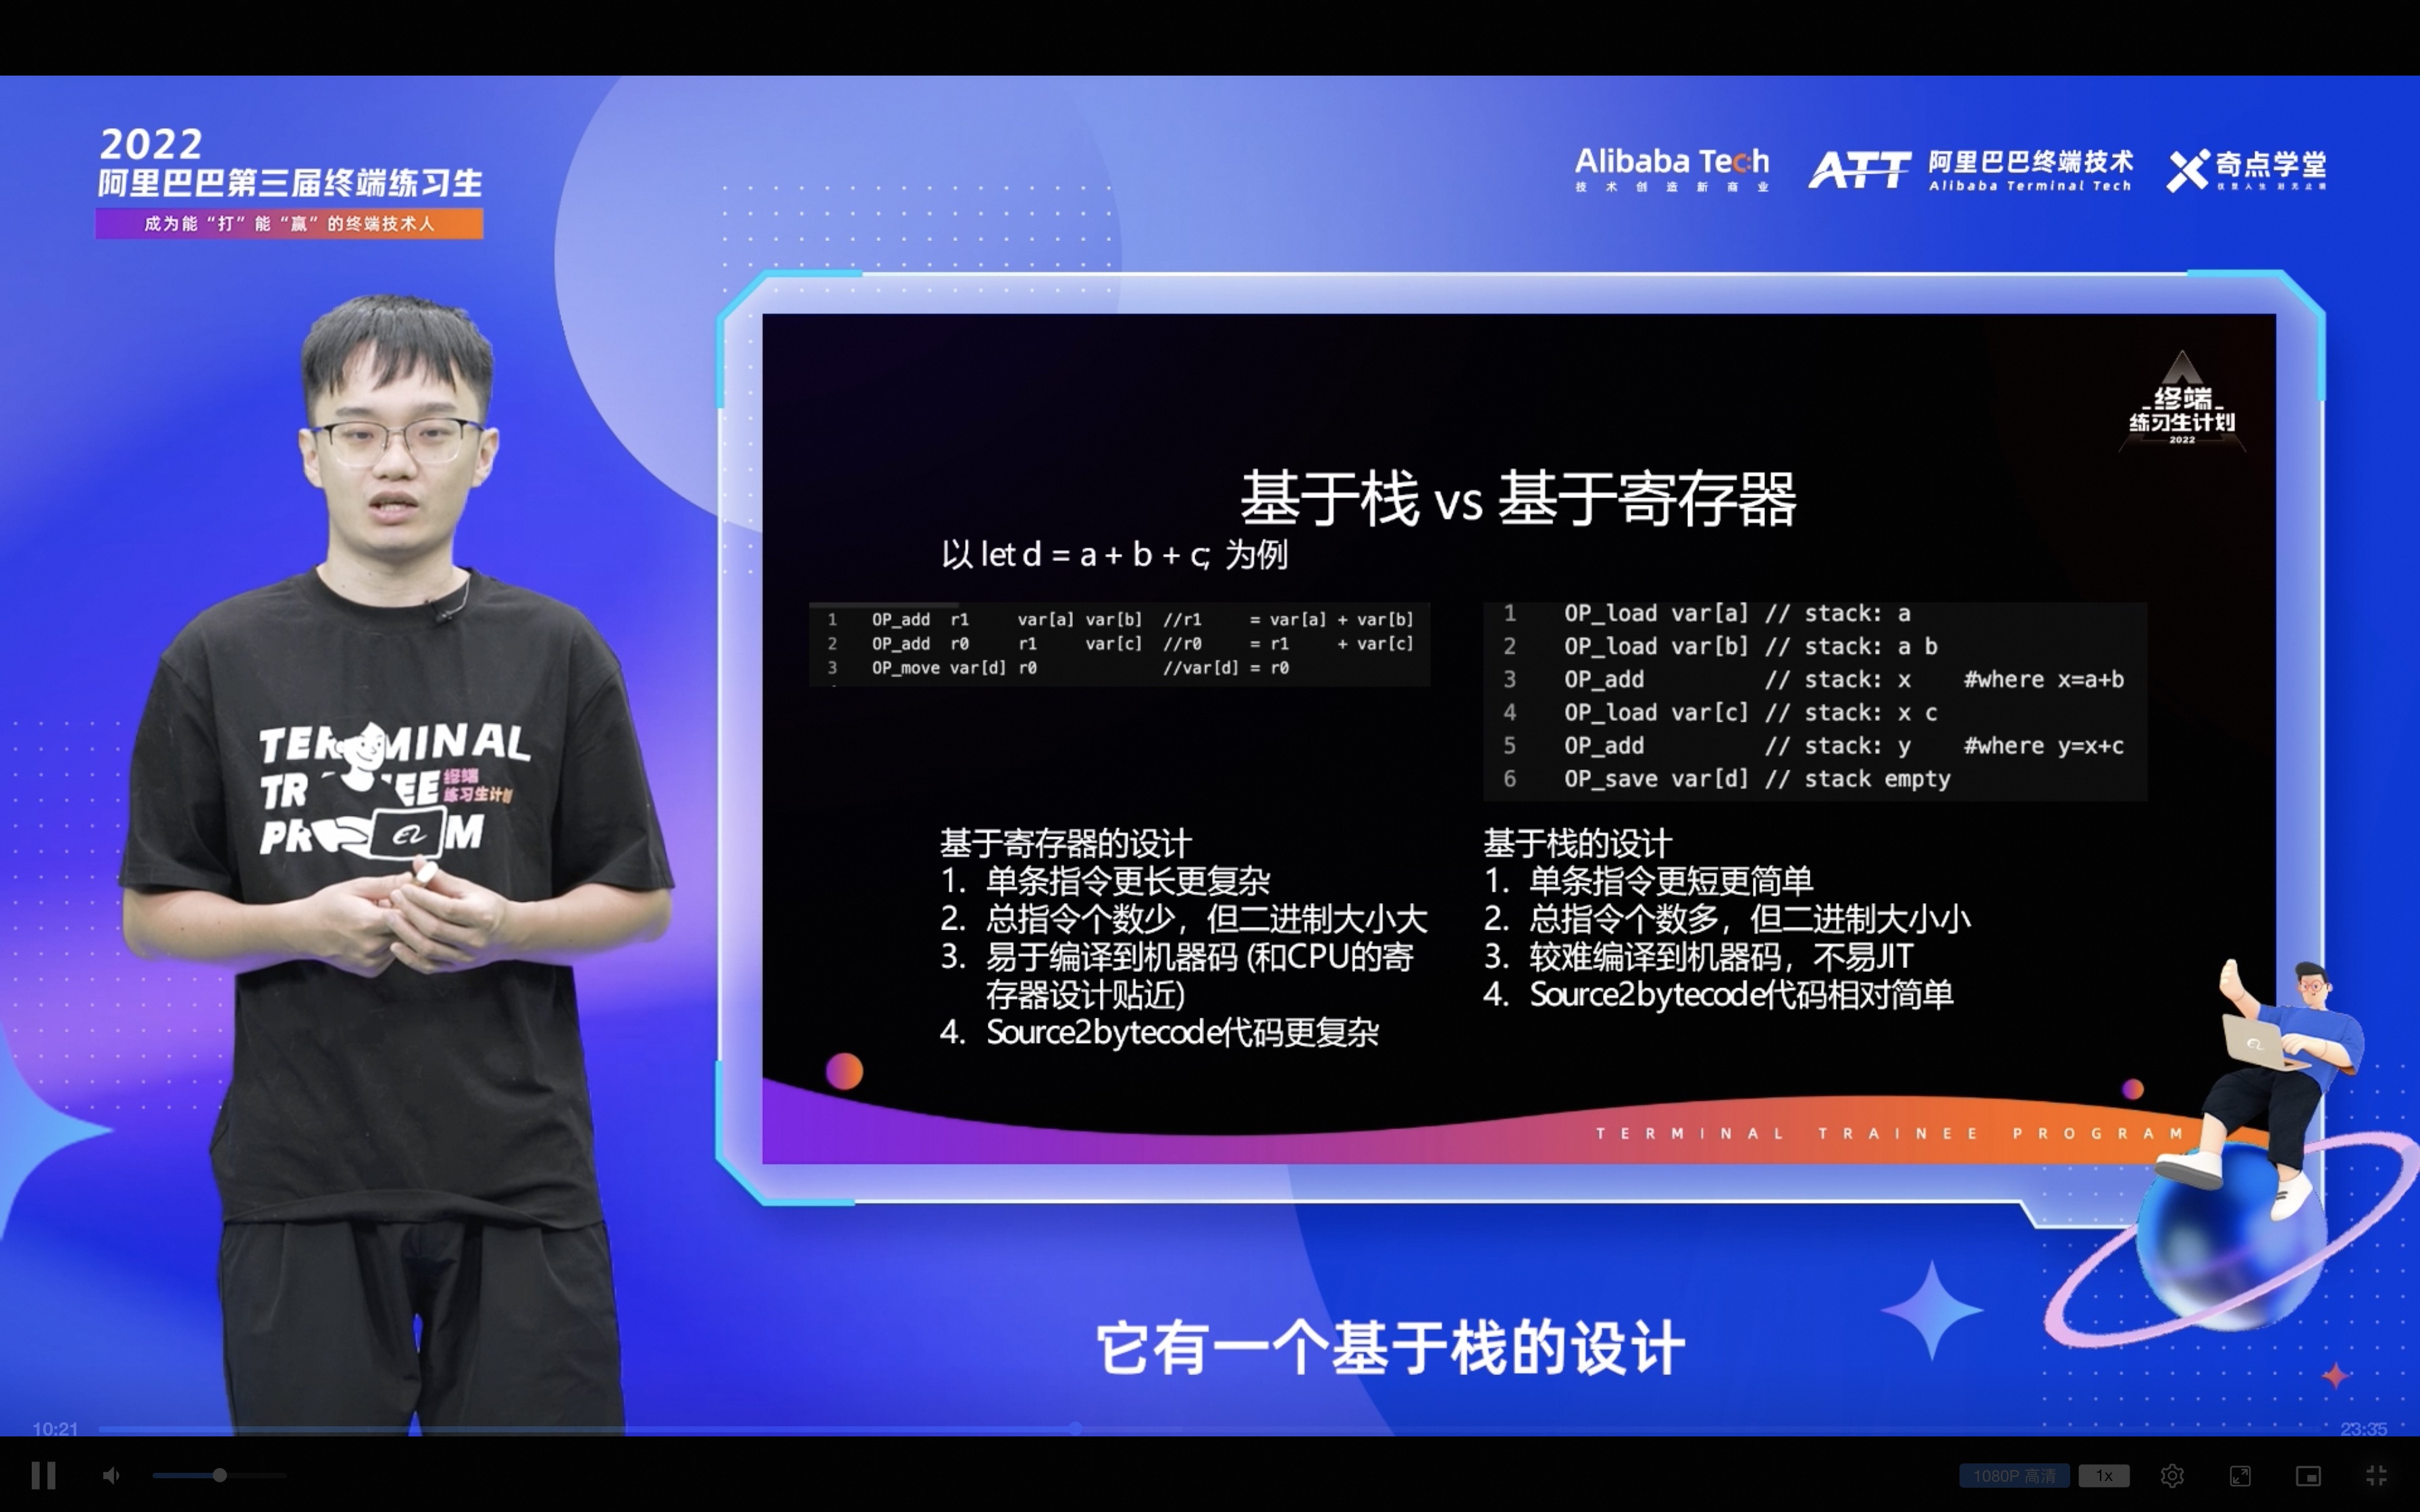 2022
阿里巴巴第三届终端练习生
成为能“打”能“赢”的终端技术人
Alibaba Tech
技术创造新商业
ATT 阿里巴巴终端技术
Alibaba Terminal Tech
奇点学堂
终端
练习生计划
2022
基于栈 vs 基于寄存器
以 let d = a + b + c; 为例
1 OP_add r1 var[a] var[b] //r1 = var[a] + var[b]
2 OP_add r0 r1 var[c] //r0 = r1 + var[c]
3 OP_move var[d] r0 //var[d] = r0
1 OP_load var[a] // stack: a
2 OP_load var[b] // stack: a b
3 OP_add // stack: x #where x=a+b
4 OP_load var[c] // stack: x c
5 OP_add // stack: y #where y=x+c
6 OP_save var[d] // stack empty
基于寄存器的设计
1. 单条指令更长更复杂
2. 总指令个数少，但二进制大小大
3. 易于编译到机器码 (和CPU的寄
存器设计贴近)
4. Source2bytecode代码更复杂
基于栈的设计
1. 单条指令更短更简单
2. 总指令个数多，但二进制大小小
3. 较难编译到机器码，不易JIT
4. Source2bytecode代码相对简单
TERMINAL TRAINEE PROGRAM
TERMINAL
终端
练习生计划
它有一个基于栈的设计
10:21
23:35
1080P 高清
1x